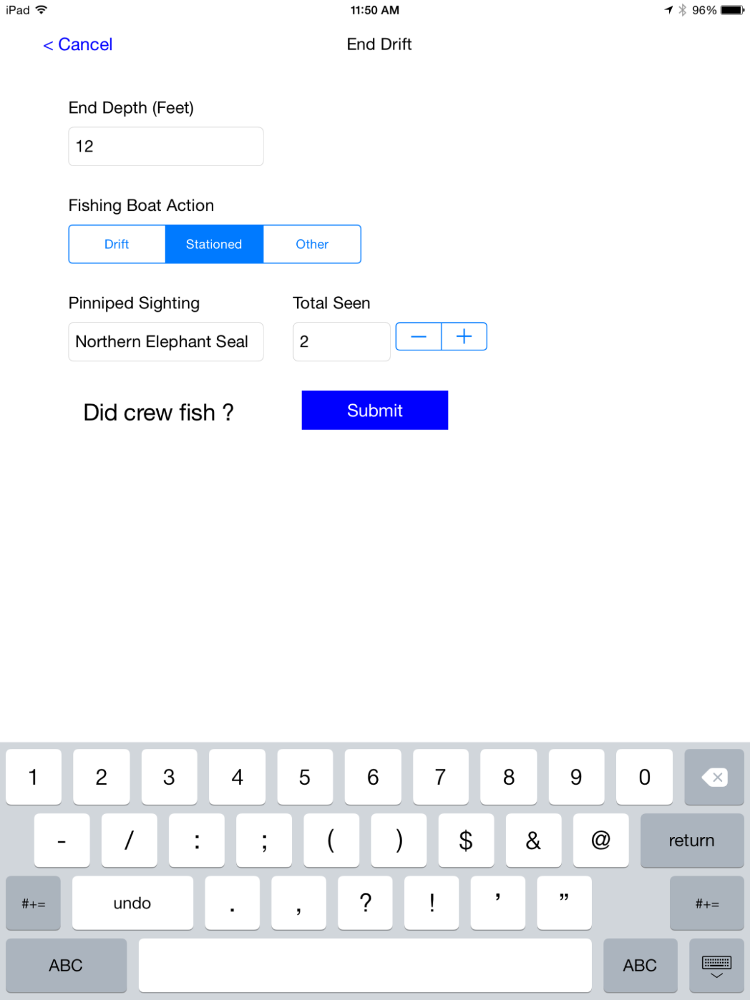 iPad 11:50 AM 96%
< Cancel End Drift
End Depth (Feet)
12
Fishing Boat Action
Drift Stationed Other
Pinniped Sighting Total Seen
Northern Elephant Seal 2 — +
Did crew fish ? Submit
1 2 3 4 5 6 7 8 9 0
- / : ; ( ) $ & @ return
#+= undo . , ? ! ’ ” #+=
ABC ABC